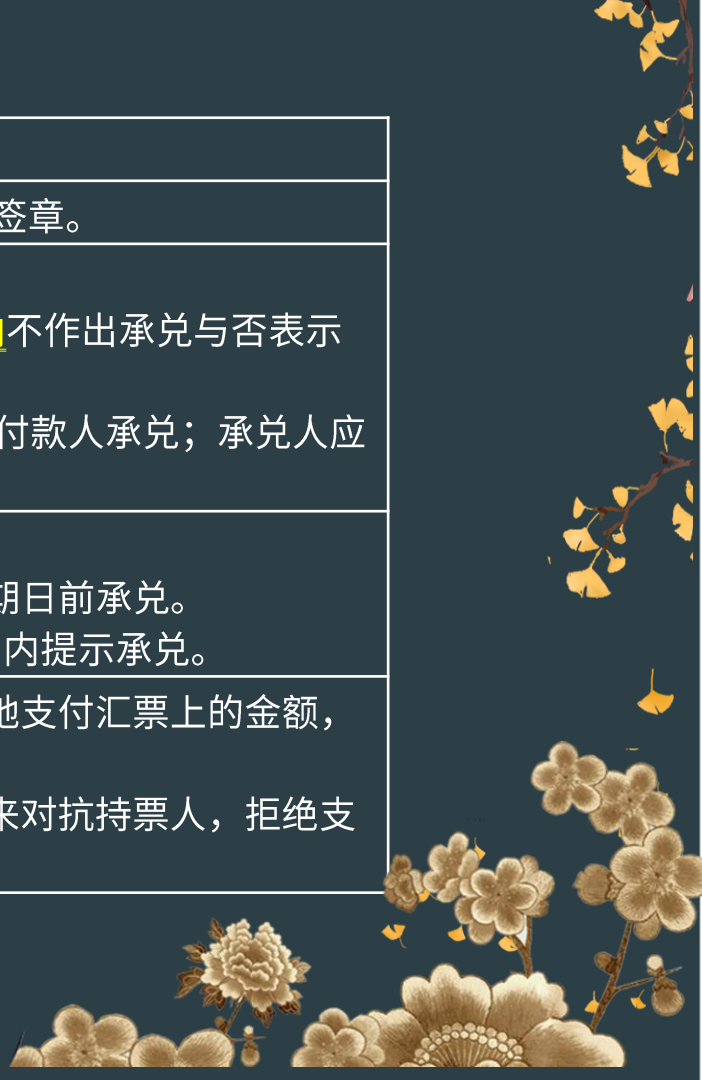 签章。
不作出承兑与否表示
付款人承兑；承兑人应
期日前承兑。
内提示承兑。
地支付汇票上的金额，
来对抗持票人，拒绝支